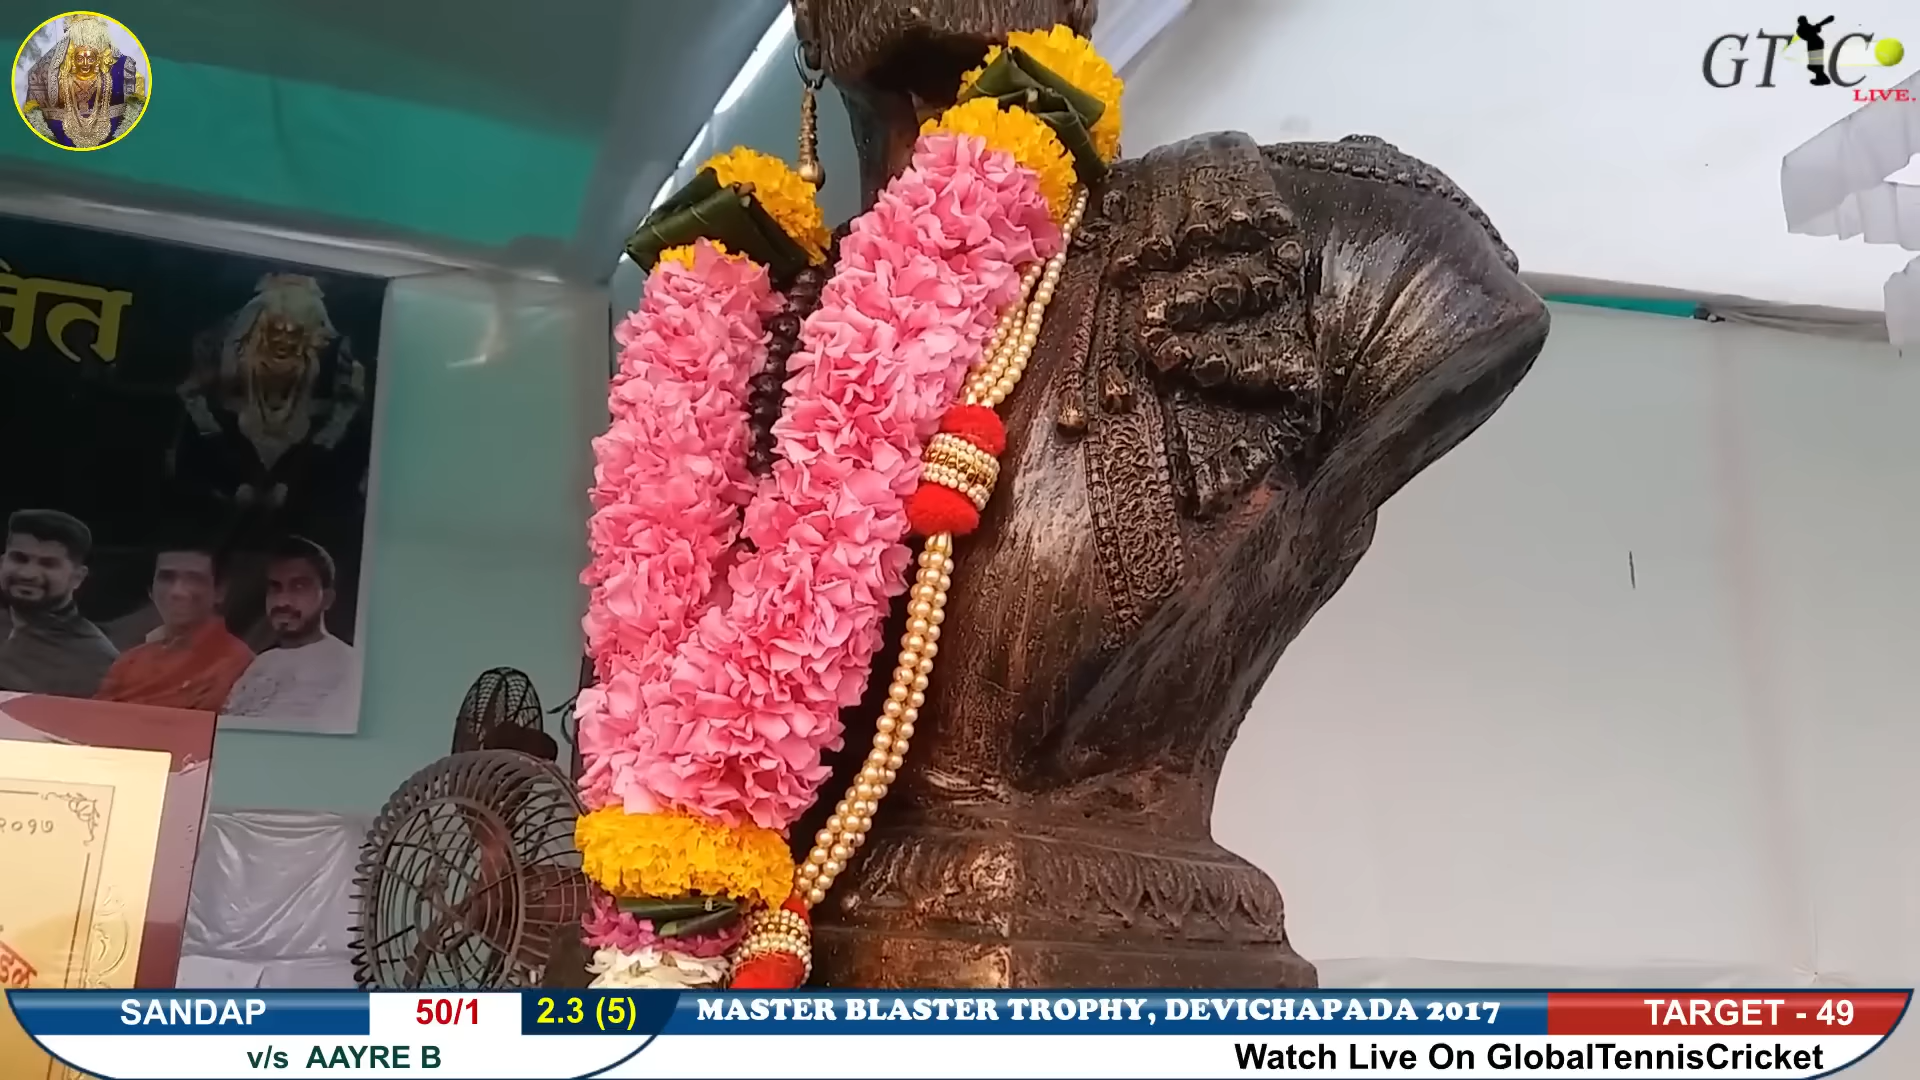 GTC
LIVE.
२०१७
SANDAP 50/1 2.3 (5) MASTER BLASTER TROPHY, DEVICHAPADA 2017 TARGET - 49
v/s AAYRE B Watch Live On GlobalTennisCricket